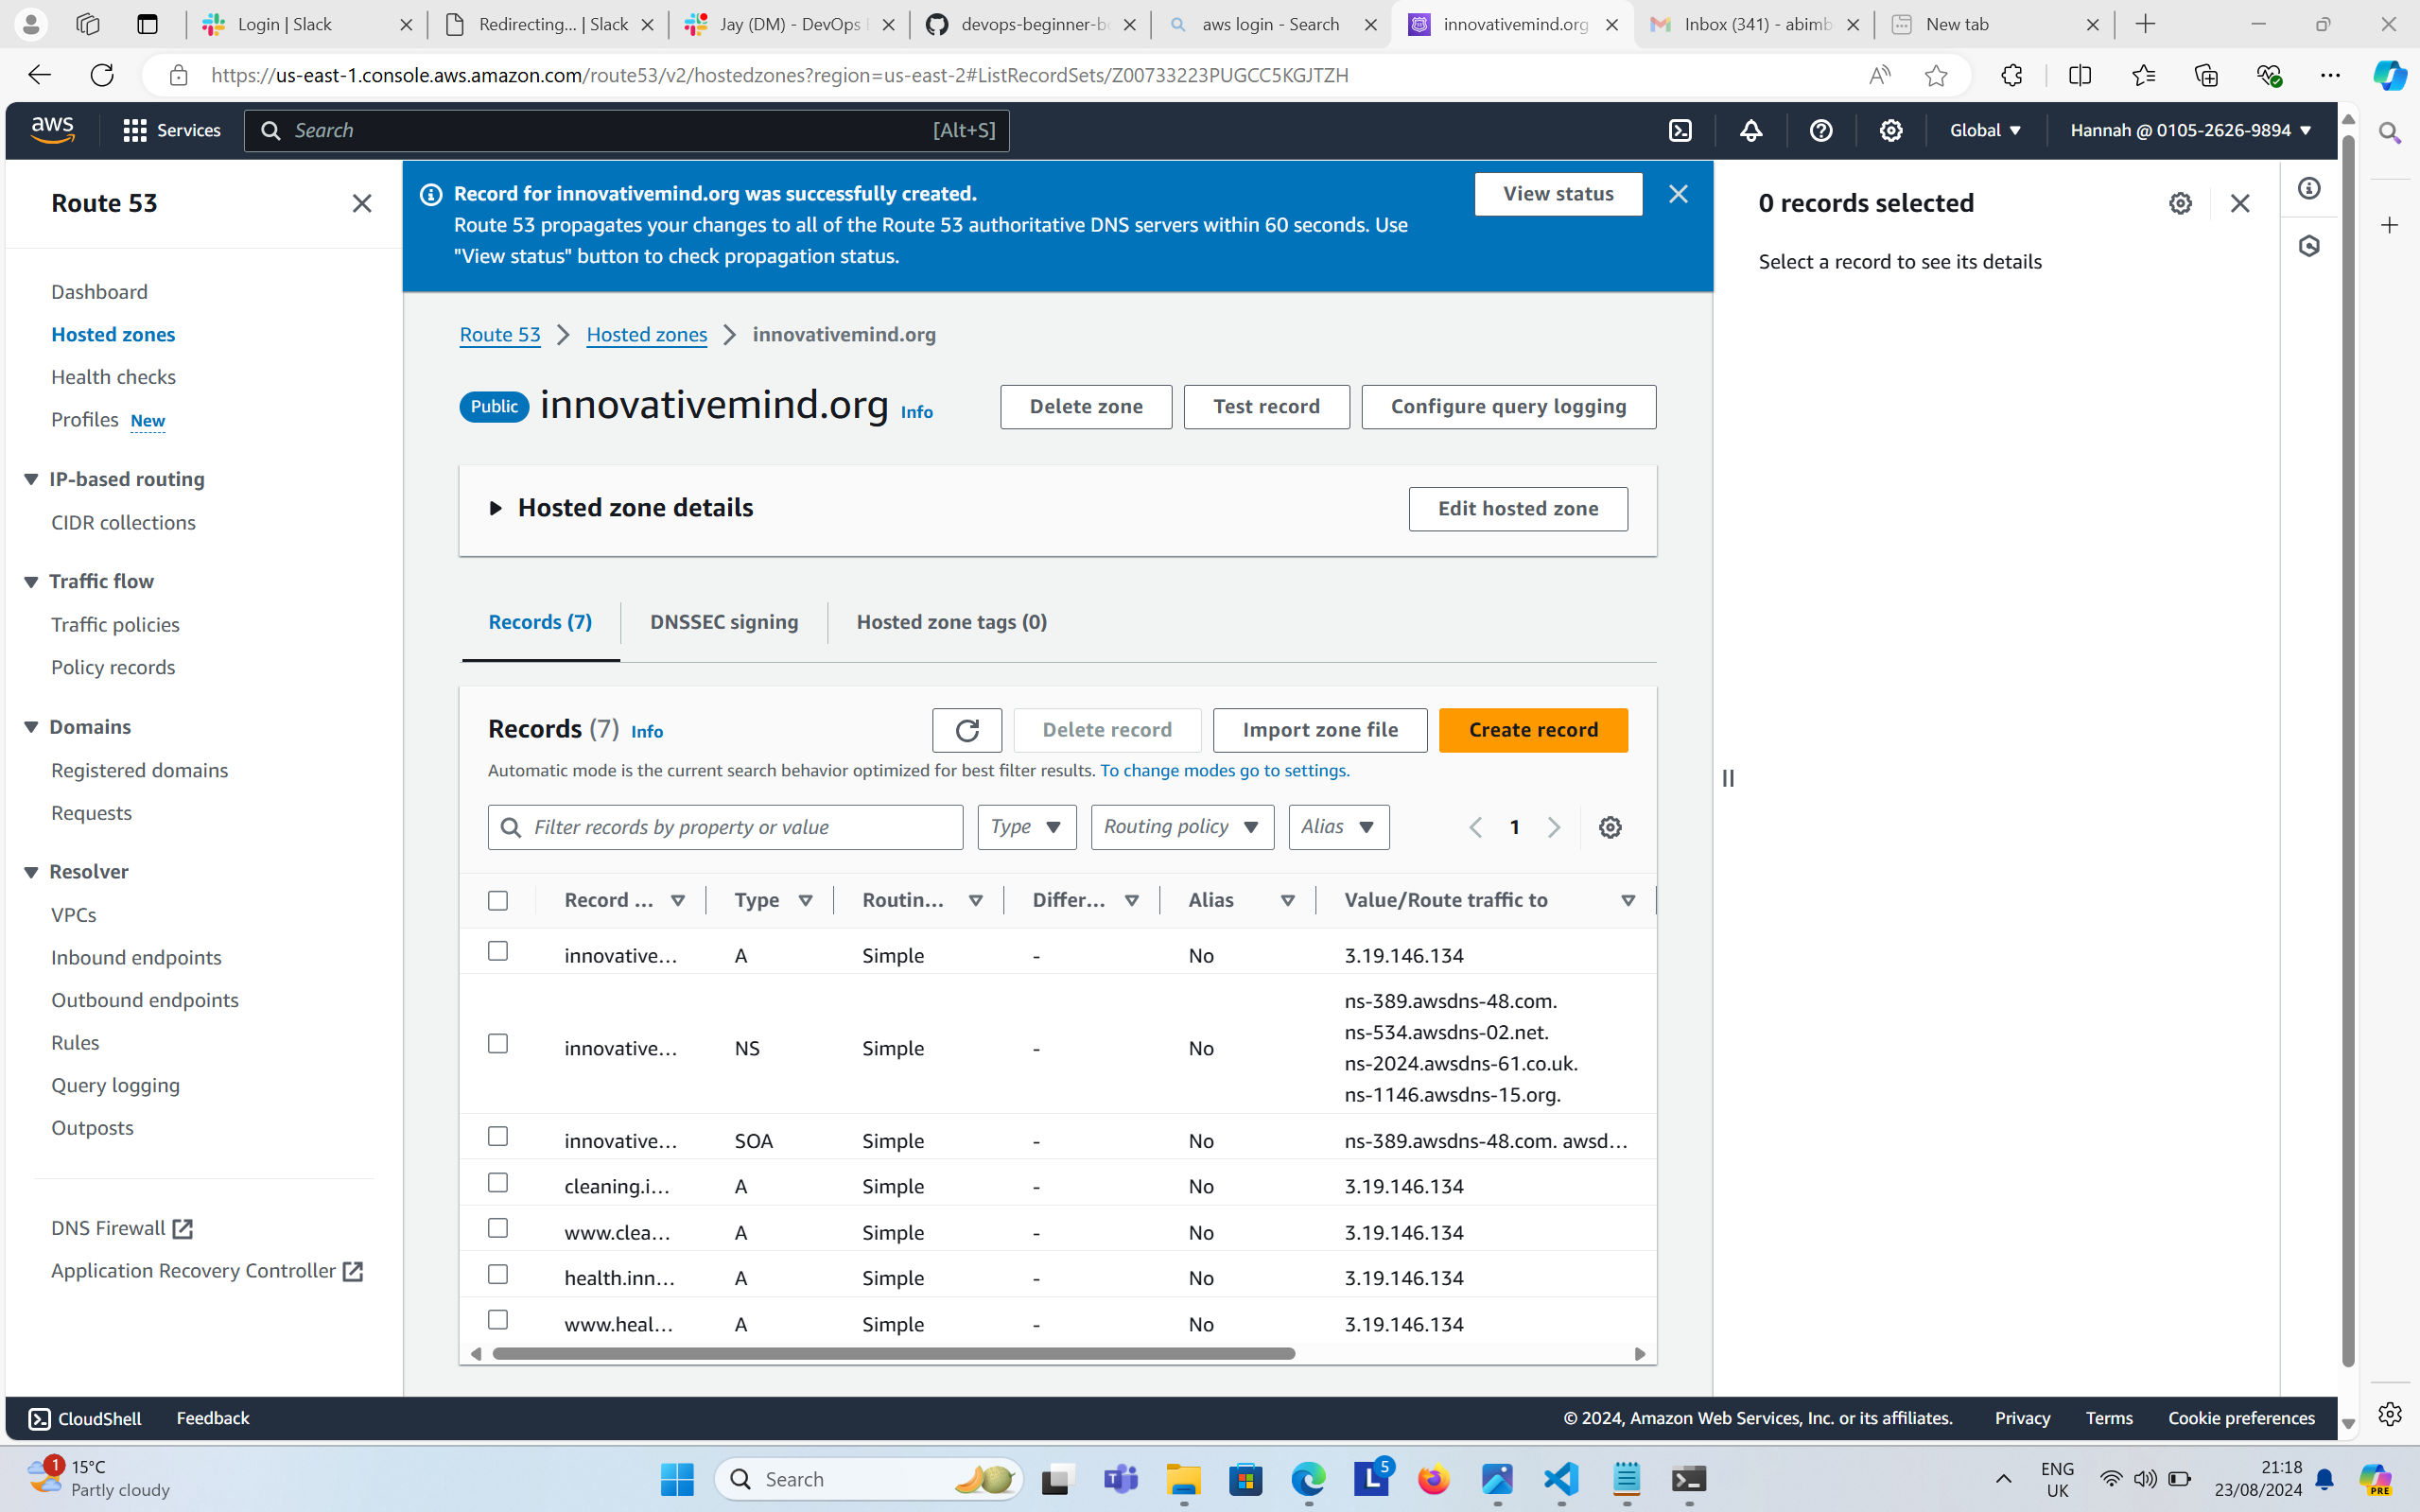 Login | Slack
Redirecting... | Slack
Jay (DM) - DevOps
devops-beginner-bo
aws login - Search
innovativemind.org
Inbox (341) - abimb
New tab
https://us-east-1.console.aws.amazon.com/route53/v2/hostedzones?region=us-east-2#ListRecordSets/Z00733223PUGCC5KGJTZH
aws
Services
Search
[Alt+S]
Global
Hannah @ 0105-2626-9894
Route 53
Dashboard
Hosted zones
Health checks
Profiles New
IP-based routing
CIDR collections
Traffic flow
Traffic policies
Policy records
Domains
Registered domains
Requests
Resolver
VPCs
Inbound endpoints
Outbound endpoints
Rules
Query logging
Outposts
DNS Firewall
Application Recovery Controller
Record for innovativemind.org was successfully created.
Route 53 propagates your changes to all of the Route 53 authoritative DNS servers within 60 seconds. Use
"View status" button to check propagation status.
View status
Route 53
Hosted zones
innovativemind.org
Public innovativemind.org Info
Delete zone
Test record
Configure query logging
Hosted zone details
Edit hosted zone
Records (7)
DNSSEC signing
Hosted zone tags (0)
Records (7) Info
Delete record
Import zone file
Create record
Automatic mode is the current search behavior optimized for best filter results. To change modes go to settings.
Filter records by property or value
Type
Routing policy
Alias
1
Record ... Type Routin... Differ... Alias Value/Route traffic to
innovative... A Simple - No 3.19.146.134
innovative... NS Simple - No ns-389.awsdns-48.com.
ns-534.awsdns-02.net.
ns-2024.awsdns-61.co.uk.
ns-1146.awsdns-15.org.
innovative... SOA Simple - No ns-389.awsdns-48.com. awsd...
cleaning.i... A Simple - No 3.19.146.134
www.clea... A Simple - No 3.19.146.134
health.inn... A Simple - No 3.19.146.134
www.heal... A Simple - No 3.19.146.134
0 records selected
Select a record to see its details
CloudShell
Feedback
© 2024, Amazon Web Services, Inc. or its affiliates.
Privacy
Terms
Cookie preferences
1
15°C
Partly cloudy
Search
5
ENG
UK
21:18
23/08/2024
PRE